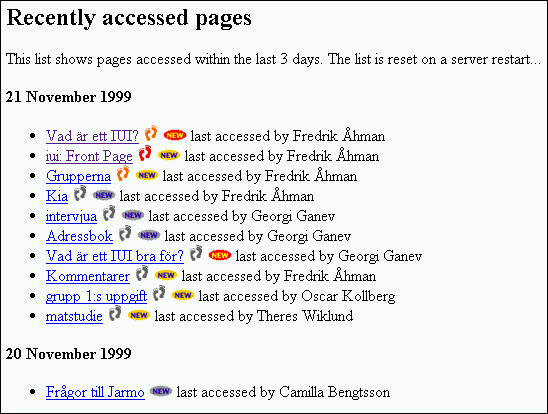 Recently accessed pages
This list shows pages accessed within the last 3 days. The list is reset on a server restart...
21 November 1999
Vad är ett IUI? NEW last accessed by Fredrik Åhman
iui: Front Page NEW last accessed by Fredrik Åhman
Grupperna NEW last accessed by Fredrik Åhman
Kia NEW last accessed by Fredrik Åhman
intervjua NEW last accessed by Georgi Ganev
Adressbok NEW last accessed by Georgi Ganev
Vad är ett IUI bra för? NEW last accessed by Georgi Ganev
Kommentarer NEW last accessed by Fredrik Åhman
grupp 1:s uppgift NEW last accessed by Oscar Kollberg
matstudie NEW last accessed by Theres Wiklund
20 November 1999
Frågor till Jarmo NEW last accessed by Camilla Bengtsson